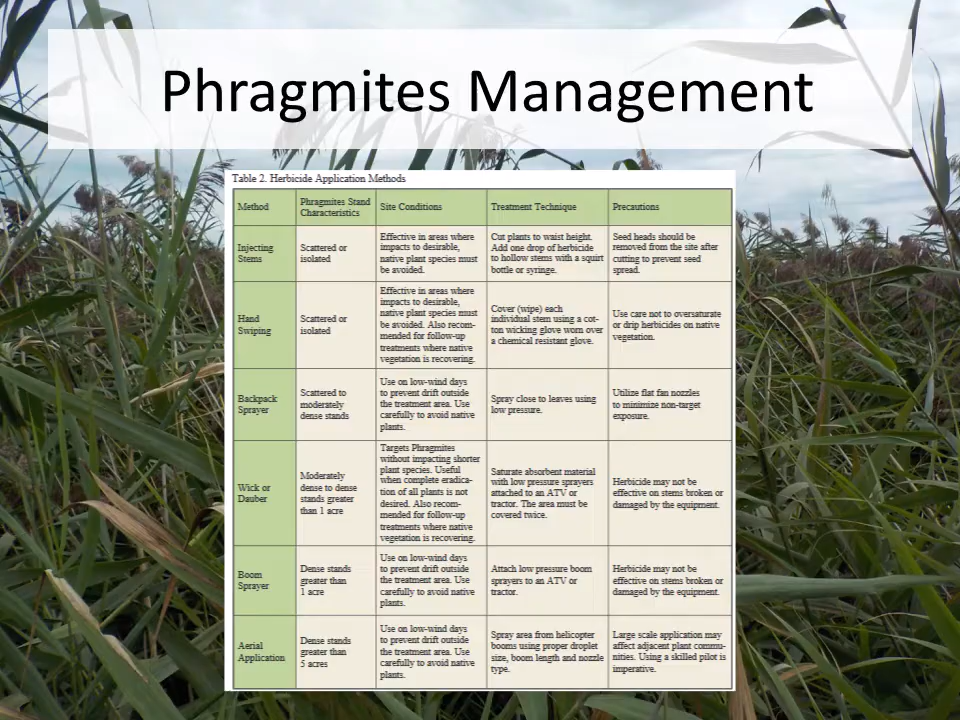 Phragmites Management
Table 2. Herbicide Application Methods
Method
Phragmites Stand
Characteristics
Site Conditions
Treatment Technique
Precautions
Injecting
Stems
Scattered or
isolated
Effective in areas where
impacts to desirable,
native plant species must
be avoided.
Cut plants to waist height.
Add one drop of herbicide
to hollow stems with a squirt
bottle or syringe.
Seed heads should be
removed from the site after
cutting to prevent seed
spread.
Hand
Swiping
Scattered or
isolated
Effective in areas where
impacts to desirable,
native plant species must
be avoided. Also recom-
mended for follow-up
treatments where native
vegetation is recovering.
Cover (wipe) each
individual stem using a cot-
ton wicking glove worn over
a chemical resistant glove.
Use care not to oversaturate
or drip herbicides on native
vegetation.
Backpack
Sprayer
Scattered to
moderately
dense stands
Use on low-wind days
to prevent drift outside
the treatment area. Use
carefully to avoid native
plants.
Spray close to leaves using
low pressure.
Utilize flat fan nozzles
to minimize non-target
exposure.
Wick or
Dauber
Moderately
dense to dense
stands greater
than 1 acre
Targets Phragmites
without impacting shorter
plant species. Useful
when complete eradica-
tion of all plants is not
desired. Also recom-
mended for follow-up
treatments where native
vegetation is recovering.
Saturate absorbent material
with low pressure sprayers
attached to an ATV or
tractor. The area must be
covered twice.
Herbicide may not be
effective on stems broken or
damaged by the equipment.
Boom
Sprayer
Dense stands
greater than
1 acre
Use on low-wind days
to prevent drift outside
the treatment area. Use
carefully to avoid native
plants.
Attach low pressure boom
sprayers to an ATV or
tractor.
Herbicide may not be
effective on stems broken or
damaged by the equipment.
Aerial
Application
Dense stands
greater than
5 acres
Use on low-wind days
to prevent drift outside
the treatment area. Use
carefully to avoid native
plants.
Spray area from helicopter
booms using proper droplet
size, boom length and nozzle
type.
Large scale application may
affect adjacent plant commu-
nities. Using a skilled pilot is
imperative.